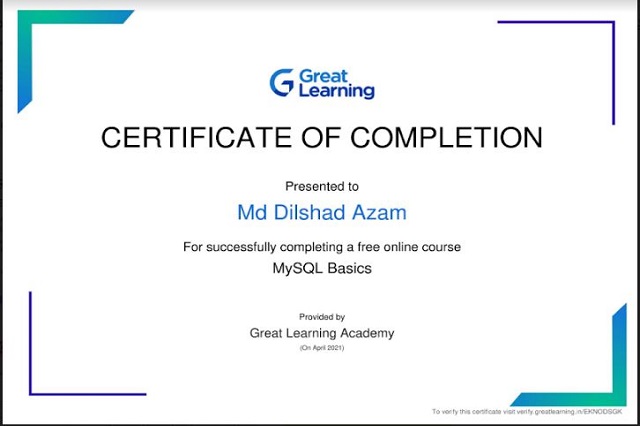 Great
Learning
CERTIFICATE OF COMPLETION
Presented to
Md Dilshad Azam
For successfully completing a free online course
MySQL Basics
Provided by
Great Learning Academy
(On April 2021)
To verify this certificate visit verify.greatlearning.in/EKNODSGK